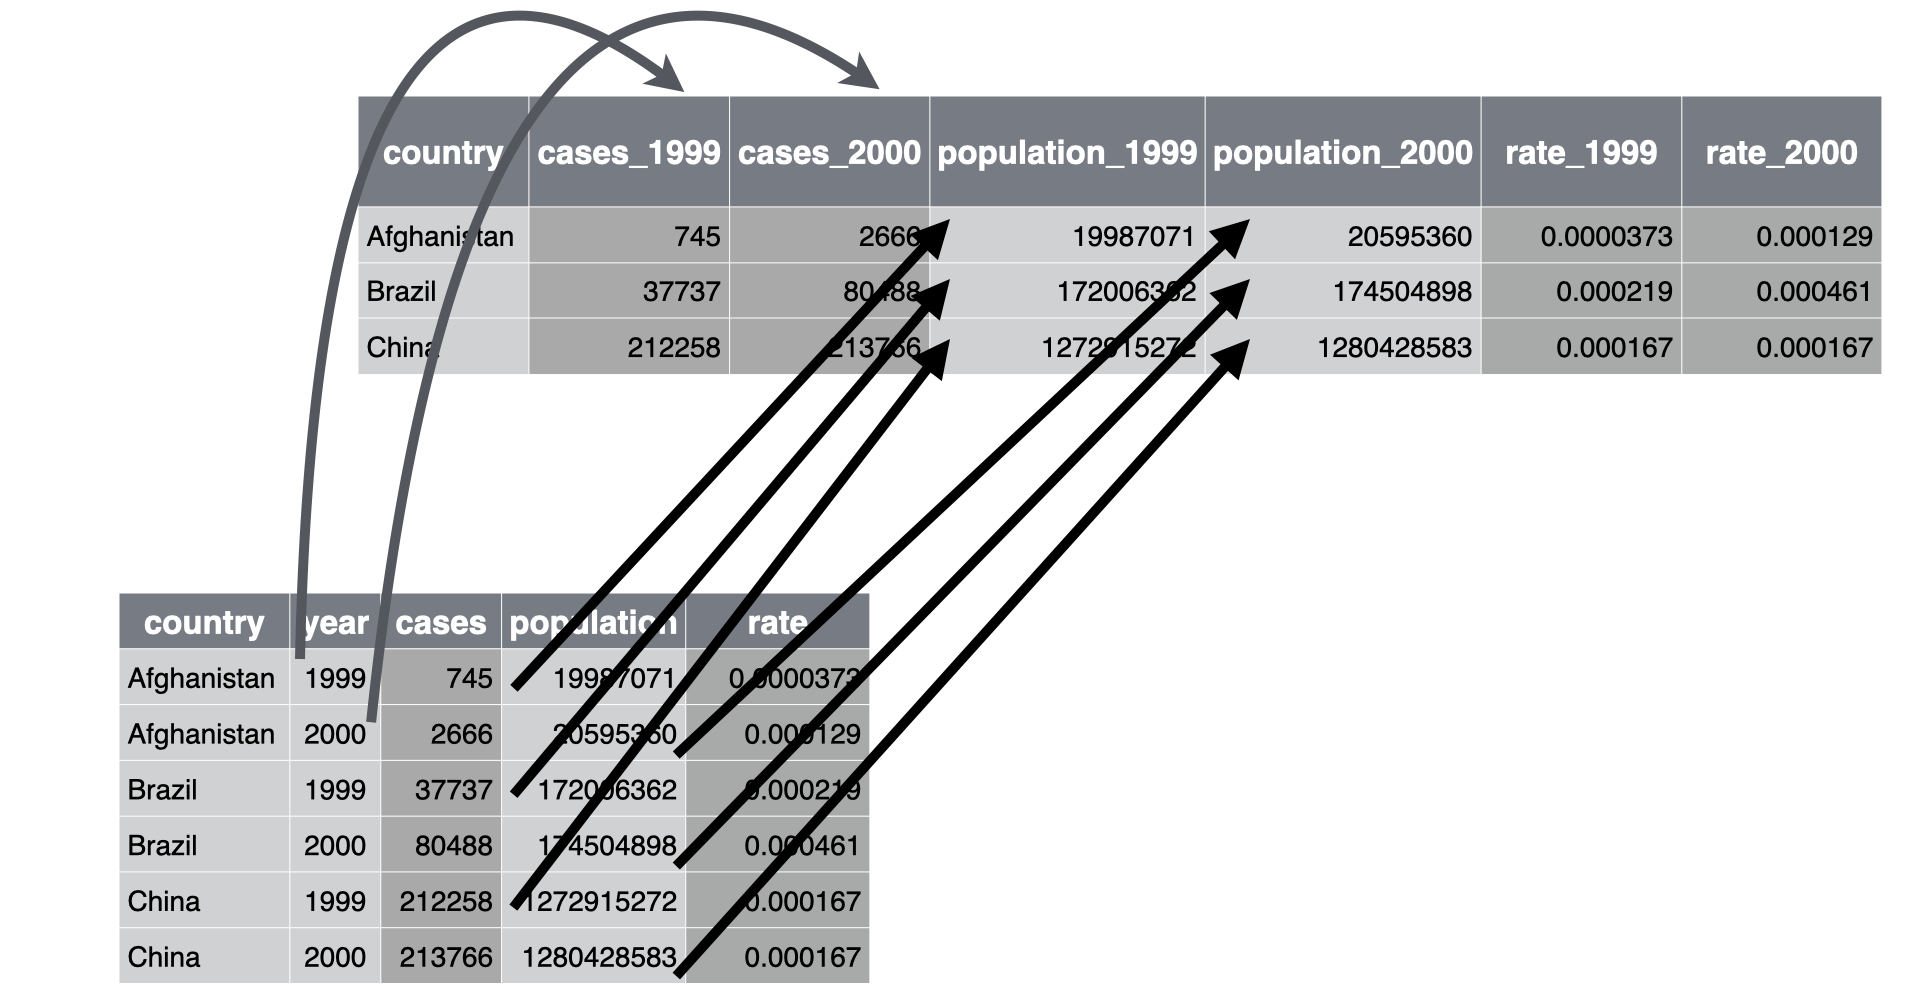 country cases_1999 cases_2000 population_1999 population_2000 rate_1999 rate_2000
Afghanistan 745 2666 19987071 20595360 0.0000373 0.000129
Brazil 37737 80488 172006362 174504898 0.000219 0.000461
China 212258 213766 1272915272 1280428583 0.000167 0.000167
country year cases population rate
Afghanistan 1999 745 19987071 0.0000373
Afghanistan 2000 2666 20595360 0.000129
Brazil 1999 37737 172006362 0.000219
Brazil 2000 80488 174504898 0.000461
China 1999 212258 1272915272 0.000167
China 2000 213766 1280428583 0.000167